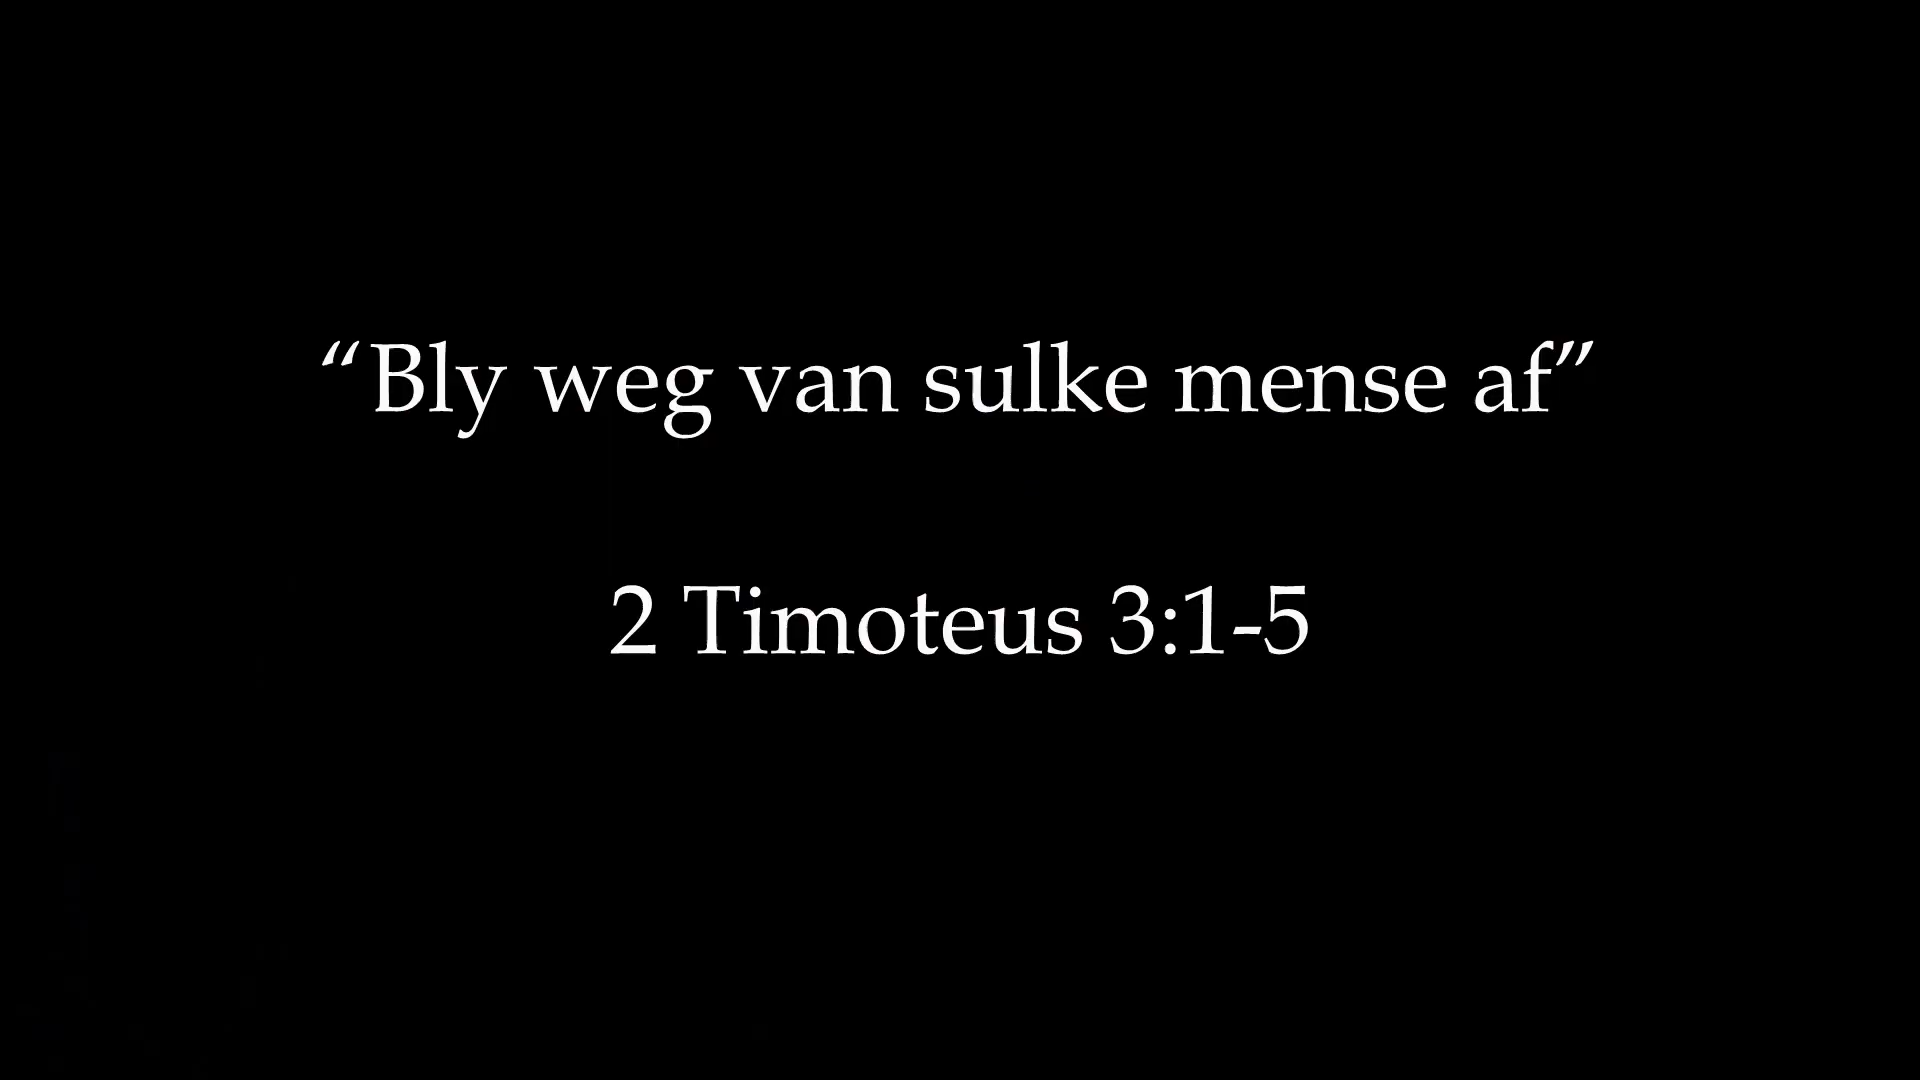 “Bly weg van sulke mense af”
2 Timoteus 3:1-5